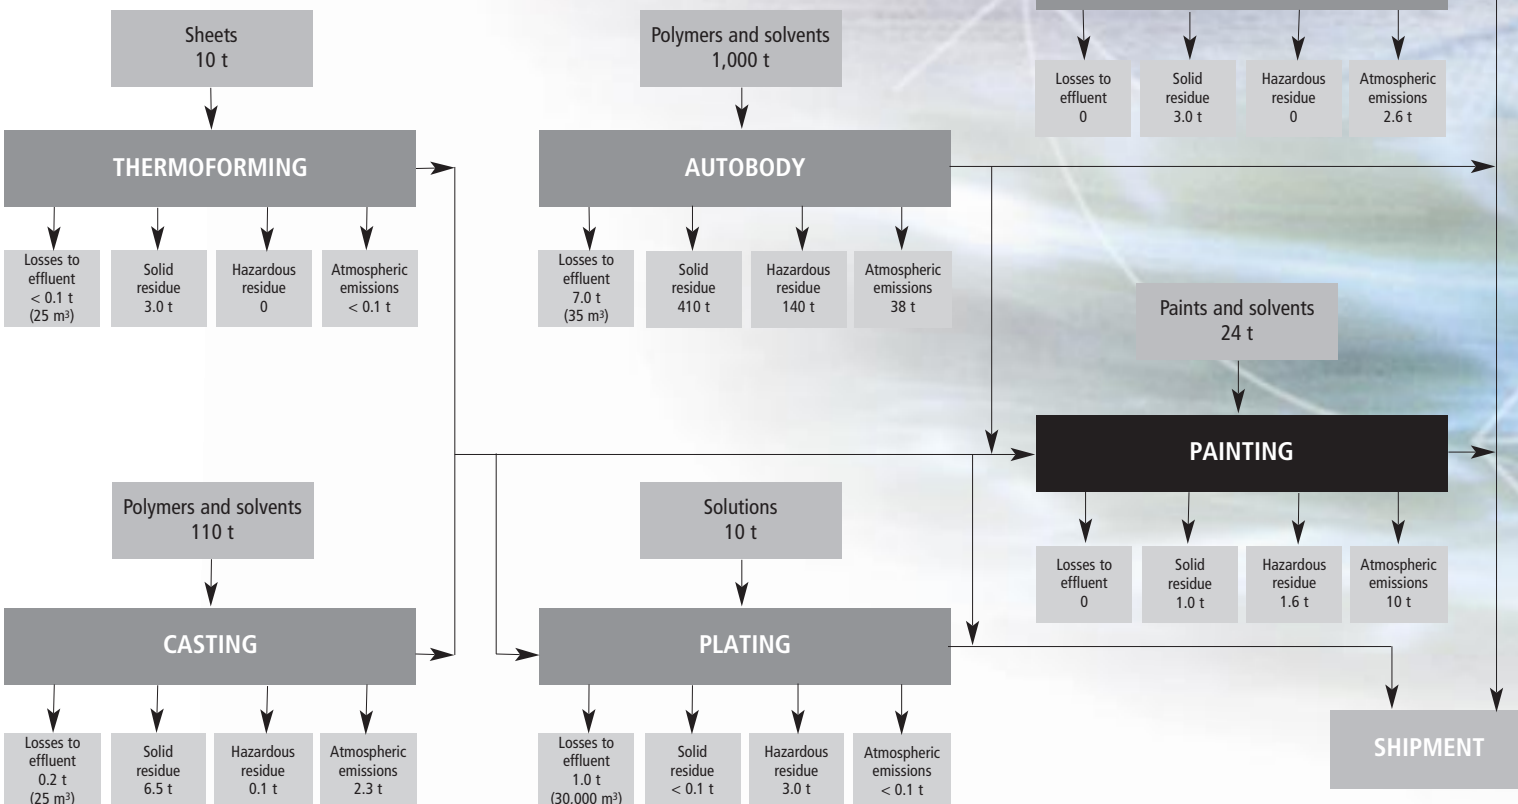 Sheets
10 t
THERMOFORMING
Losses to
effluent
< 0.1 t
(25 m³)
Solid
residue
3.0 t
Hazardous
residue
0
Atmospheric
emissions
< 0.1 t
Polymers and solvents
1,000 t
AUTOBODY
Losses to
effluent
7.0 t
(35 m³)
Solid
residue
410 t
Hazardous
residue
140 t
Atmospheric
emissions
38 t
Losses to
effluent
0
Solid
residue
3.0 t
Hazardous
residue
0
Atmospheric
emissions
2.6 t
Paints and solvents
24 t
PAINTING
Losses to
effluent
0
Solid
residue
1.0 t
Hazardous
residue
1.6 t
Atmospheric
emissions
10 t
Polymers and solvents
110 t
CASTING
Losses to
effluent
0.2 t
(25 m³)
Solid
residue
6.5 t
Hazardous
residue
0.1 t
Atmospheric
emissions
2.3 t
Solutions
10 t
PLATING
Losses to
effluent
1.0 t
(30,000 m³)
Solid
residue
< 0.1 t
Hazardous
residue
3.0 t
Atmospheric
emissions
< 0.1 t
SHIPMENT